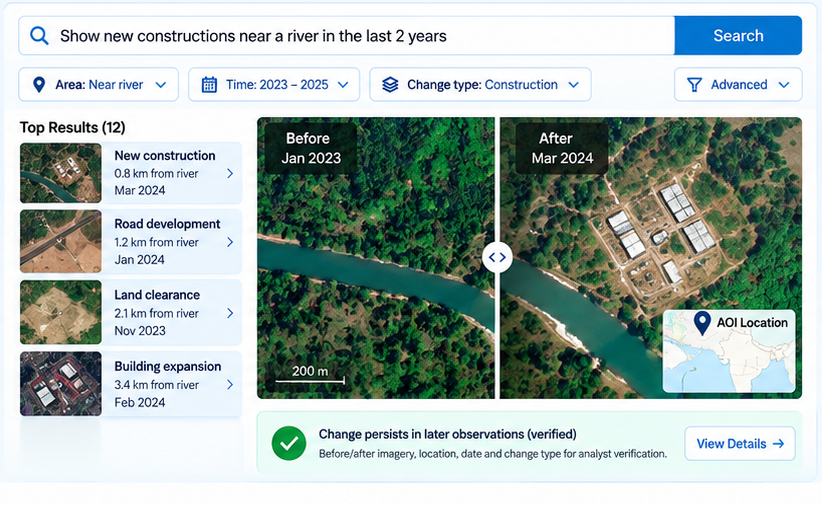 Show new constructions near a river in the last 2 years
Search
Area: Near river
Time: 2023 – 2025
Change type: Construction
Advanced
Top Results (12)
New construction
0.8 km from river
Mar 2024
Road development
1.2 km from river
Jan 2024
Land clearance
2.1 km from river
Nov 2023
Building expansion
3.4 km from river
Feb 2024
Before
Jan 2023
After
Mar 2024
200 m
AOI Location
Change persists in later observations (verified)
Before/after imagery, location, date and change type for analyst verification.
View Details